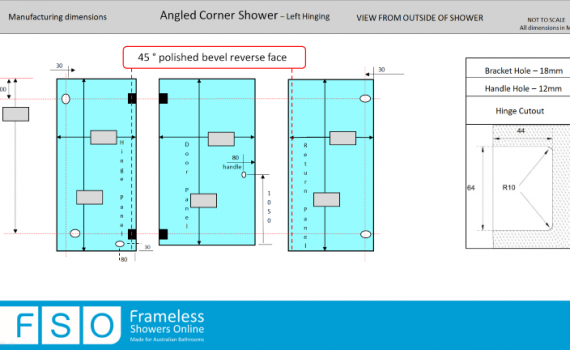 Manufacturing dimensions
Angled Corner Shower – Left Hinging
VIEW FROM OUTSIDE OF SHOWER
NOT TO SCALE
All dimensions in M
45 ° polished bevel reverse face
30
30
00
Hinge Panel
Door Panel
Return Panel
80
handle
1050
30
80
Bracket Hole – 18mm
Handle Hole – 12mm
Hinge Cutout
44
64
R10
FSO
Frameless
Showers Online
Made for Australian Bathrooms